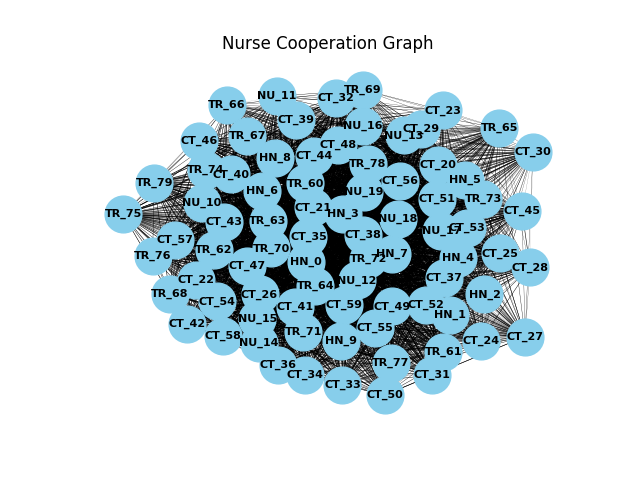 Nurse Cooperation Graph
TR_69
NU_11
CT_32
TR_66
CT_23
CT_39
NU_16
TR_65
CT_29
NU_13
TR_67
CT_46
CT_48
CT_30
CT_44
HN_8
TR_78
CT_20
TR_74
CT_40
HN_5
CT_56
TR_79
TR_60
HN_6
NU_19
CT_51
TR_73
NU_10
CT_21
CT_45
TR_75
HN_3
NU_18
CT_43
TR_63
CT_53
NU_17
CT_38
CT_35
CT_57
TR_62
TR_70
HN_7
CT_25
TR_76
HN_4
HN_0
CT_47
CT_28
CT_37
CT_22
NU_12
TR_64
TR_68
CT_26
HN_2
CT_54
CT_41
CT_59
CT_49
CT_52
HN_1
NU_15
CT_42
TR_71
CT_55
CT_58
CT_27
HN_9
CT_24
NU_14
TR_61
TR_77
CT_36
CT_34
CT_31
CT_33
CT_50